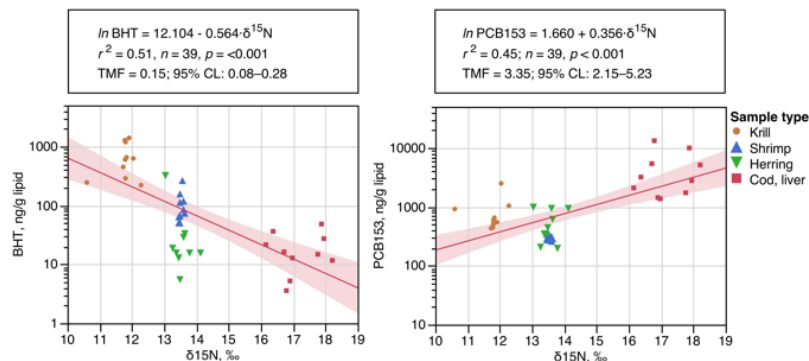 ln BHT = 12.104 - 0.564·δ¹⁵N
r² = 0.51, n = 39, p = <0.001
TMF = 0.15; 95% CL: 0.08–0.28
ln PCB153 = 1.660 + 0.356·δ¹⁵N
r² = 0.45; n = 39, p < 0.001
TMF = 3.35; 95% CL: 2.15–5.23
BHT, ng/g lipid
1000
100
10
1
10 11 12 13 14 15 16 17 18 19
δ15N, ‰
PCB153, ng/g lipid
10000
1000
100
10
10 11 12 13 14 15 16 17 18 19
δ15N, ‰
Sample type
Krill
Shrimp
Herring
Cod, liver